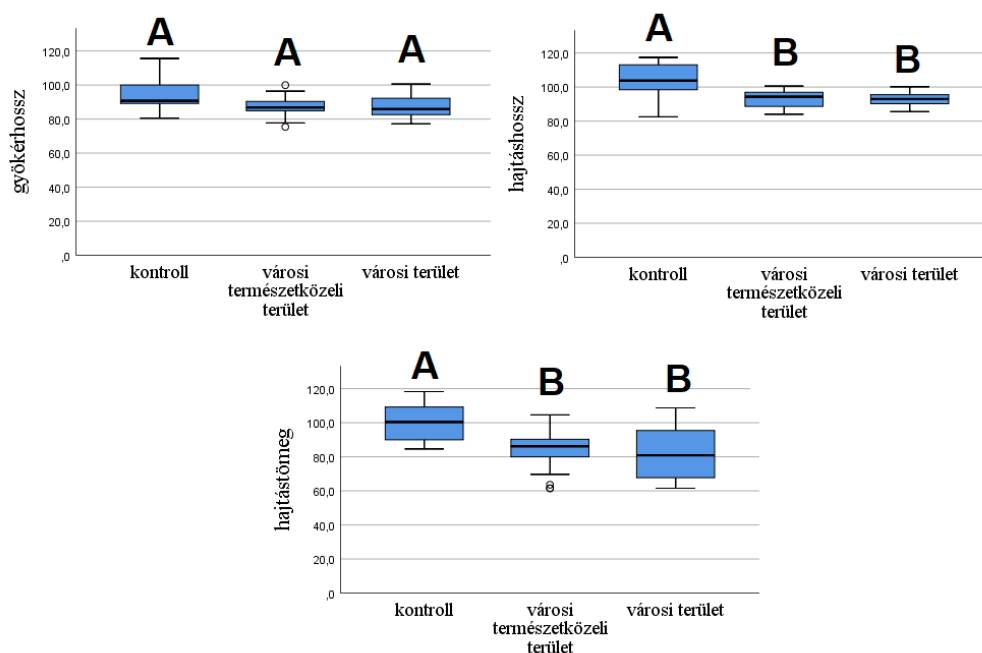 A A A
120,0
100,0
80,0
60,0
40,0
20,0
,0
gyökérhossz
kontroll városi városi terület
természetközeli
terület
A B B
120,0
100,0
80,0
60,0
40,0
20,0
,0
hajtáshossz
kontroll városi városi terület
természetközeli
terület
A B B
120,0
100,0
80,0
60,0
40,0
20,0
,0
hajtástömeg
kontroll városi városi terület
természetközeli
terület